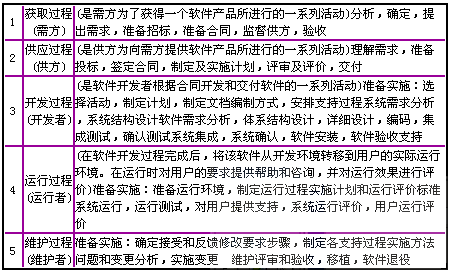 1 获取过程 (是需方为了获得一个软件产品所进行的一系列活动)分析，确定，提
(需方) 出需求，准备招标，准备合同，监督供方，验收
2 供应过程 (是供方为向需方提供软件产品所进行的一系列活动)理解需求，准备
(供方) 投标，签定合同，制定及实施计划，评审及评价，交付
(是软件开发者根据合同开发和交付软件的一系列活动)准备实施：选
择活动，制定计划，制定文档编制方式，安排支持过程系统需求分析
3 开发过程 ，系统结构设计软件需求分析，体系结构设计，详细设计，编码，集
(开发者) 成测试，确认测试系统集成，系统确认，软件安装，软件验收支持
(在软件开发过程完成后，将该软件从开发环境转移到用户的实际运行
环境。在运行时对用户的要求提供帮助和咨询，并对运行效果进行评
4 运行过程 价)准备实施：准备运行环境，制定运行过程实施计划和运行评价标准
(运行者) 系统运行，运行测试，对用户提供支持，系统运行评价，用户运行评
价
5 维护过程 准备实施：确定接受和反馈修改要求步骤，制定各支持过程实施方法
(维护者) 问题和变更分析，实施变更 维护评审和验收，移植，软件退役